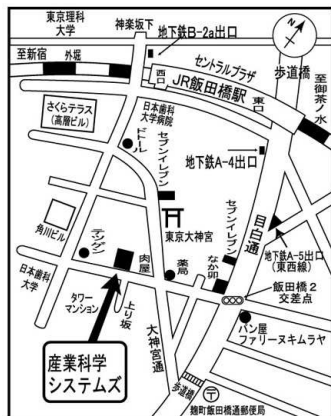 東京理科
大学
神楽坂下
地下鉄B-2a出口
至新宿
外堀
セントラルプラザ
N
歩道橋
西口
JR飯田橋駅
東口
至御茶ノ水
さくらテラス
(高層ビル)
日本歯科
大学病院
ドトール
セブンイレブン
地下鉄A-4出口
東京大神宮
セブンイレブン
目白通
地下鉄A-5出口
(東西線)
角川ビル
テンダン
肉屋
薬局
なか卯
飯田橋2
交差点
日本歯科
大学
タワー
マンション
上り坂
大神宮通
パン屋
ファリーヌキムラヤ
産業科学
システムズ
歩道橋
〒
麹町飯田橋通郵便局